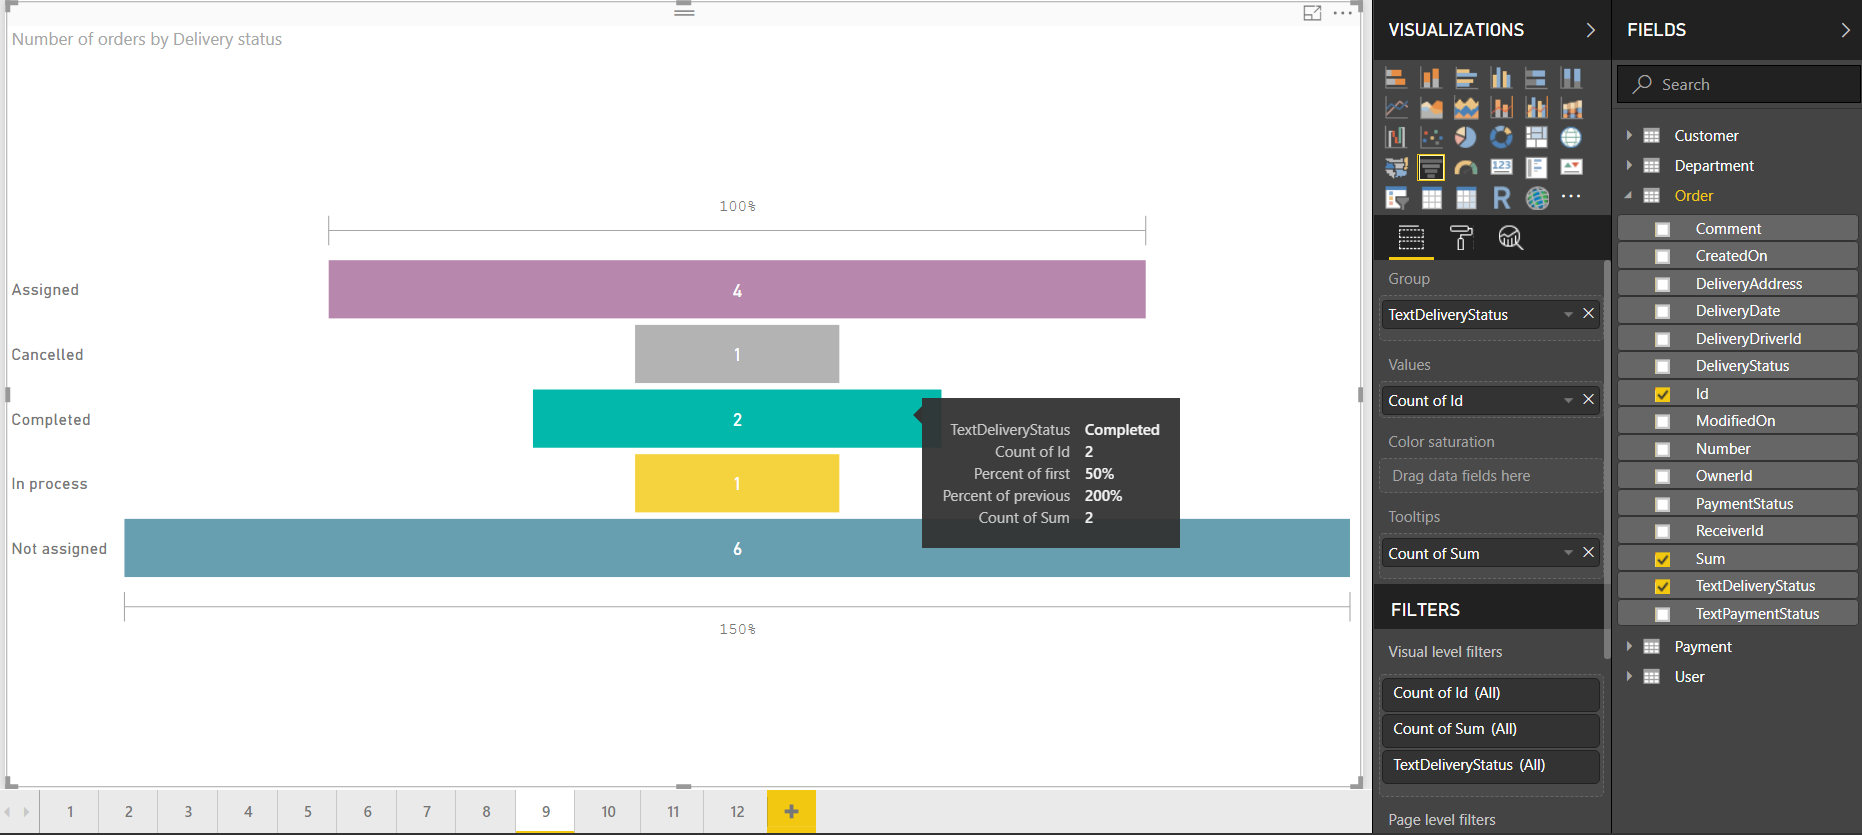 Number of orders by Delivery status
100%
Assigned
4
Cancelled
1
Completed
2
In process
1
Not assigned
6
150%
TextDeliveryStatus Completed
Count of Id 2
Percent of first 50%
Percent of previous 200%
Count of Sum 2
1 2 3 4 5 6 7 8 9 10 11 12 +
VISUALIZATIONS
123
R
Group
TextDeliveryStatus
Values
Count of Id
Color saturation
Drag data fields here
Tooltips
Count of Sum
FILTERS
Visual level filters
Count of Id (All)
Count of Sum (All)
TextDeliveryStatus (All)
Page level filters
FIELDS
Search
Customer
Department
Order
Comment
CreatedOn
DeliveryAddress
DeliveryDate
DeliveryDriverId
DeliveryStatus
Id
ModifiedOn
Number
OwnerId
PaymentStatus
ReceiverId
Sum
TextDeliveryStatus
TextPaymentStatus
Payment
User